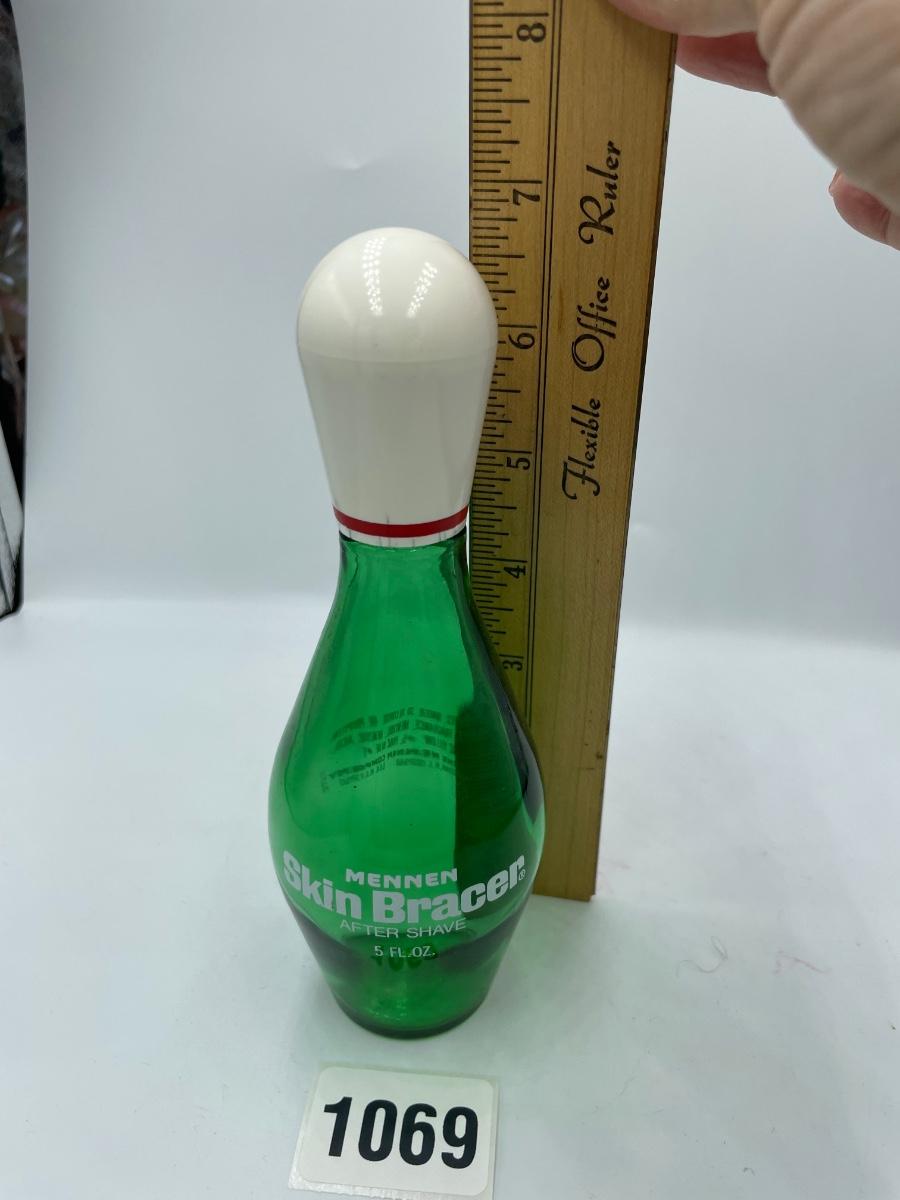 8
7
6
5
4
3
Flexible Office Ruler
MENNEN
Skin Bracer®
AFTER SHAVE
5 FL. OZ.
1069